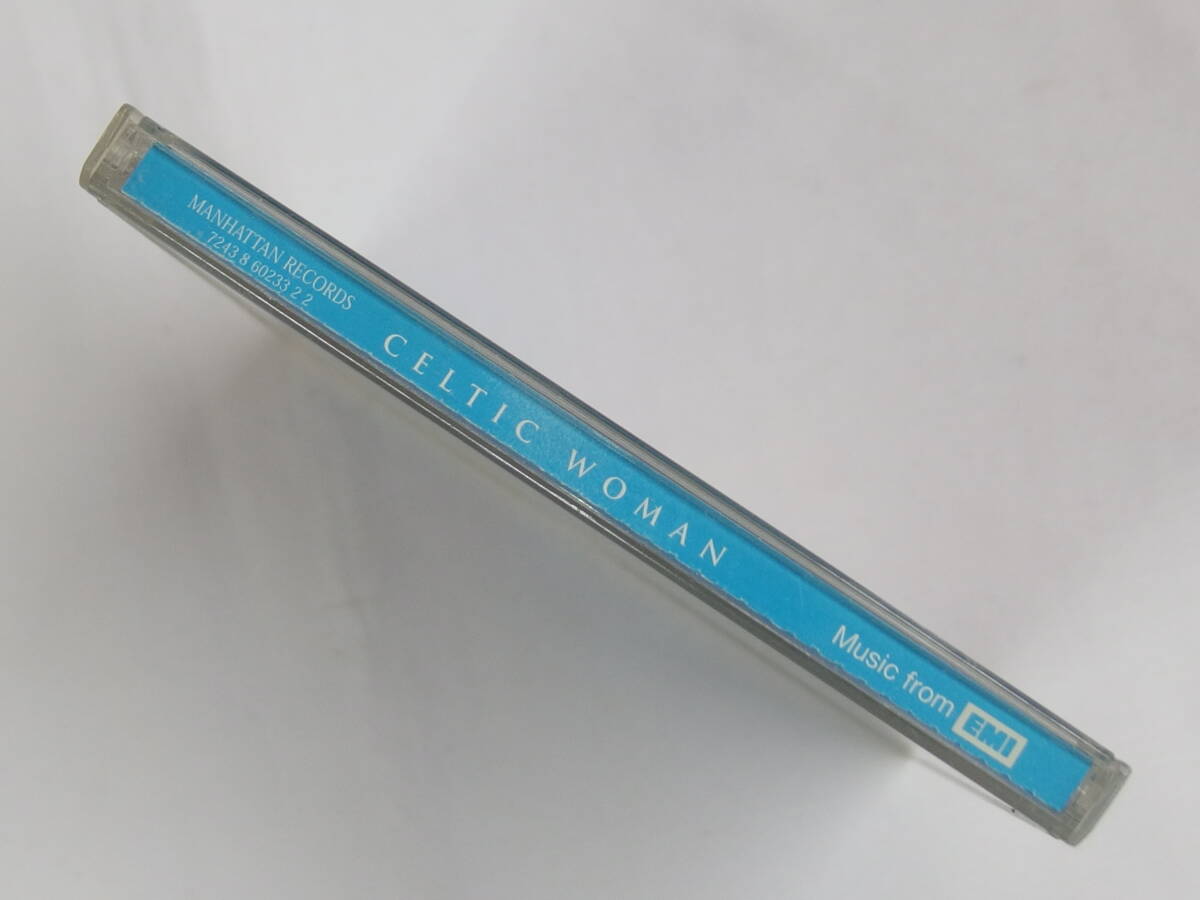 MANHATTAN RECORDS
7243 8 60233 2 2
CELTIC WOMAN
Music from EMI